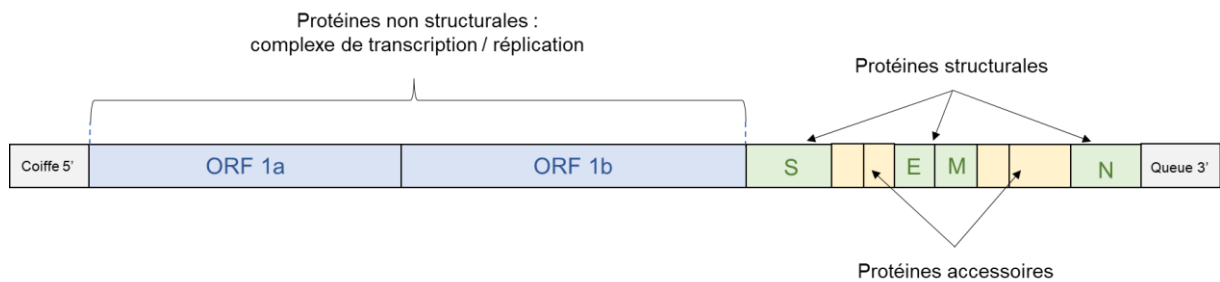 Protéines non structurales :
complexe de transcription / réplication
Protéines structurales
Coiffe 5’
ORF 1a
ORF 1b
S
E
M
N
Queue 3’
Protéines accessoires